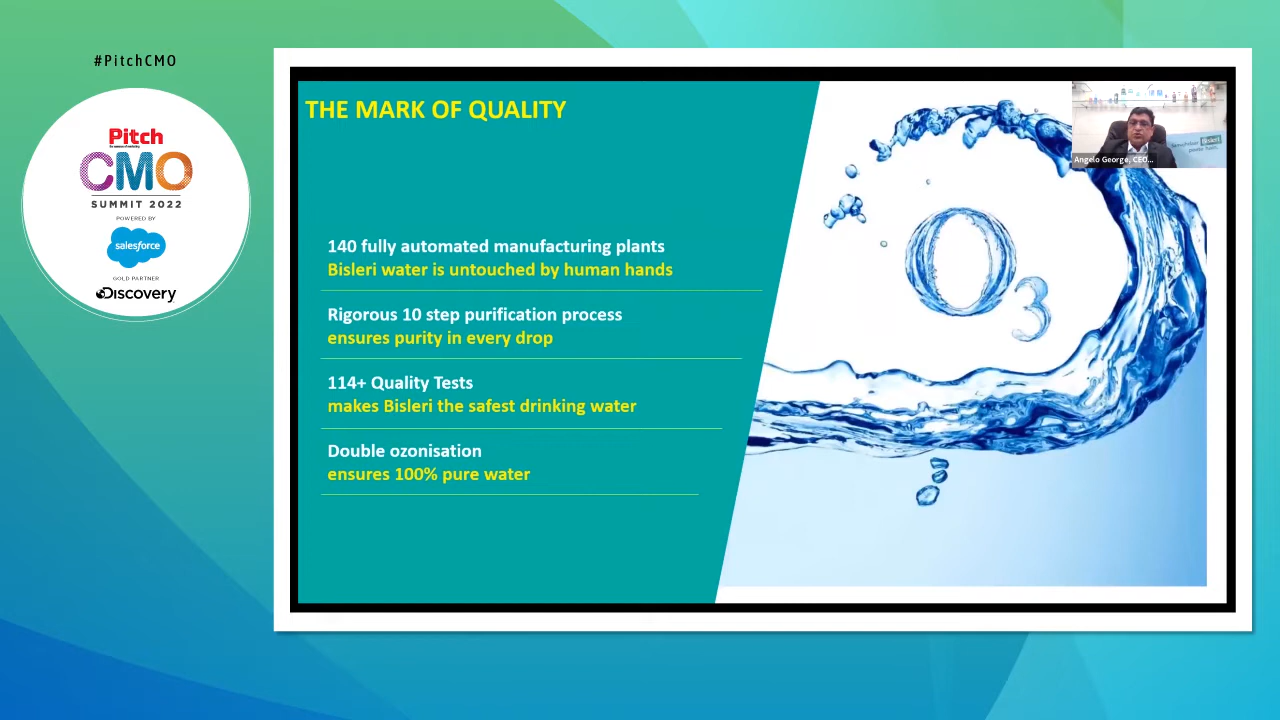 #PitchCMO
Pitch
CMO
SUMMIT 2022
POWERED BY
salesforce
GOLD PARTNER
Discovery
THE MARK OF QUALITY
140 fully automated manufacturing plants
Bisleri water is untouched by human hands
Rigorous 10 step purification process
ensures purity in every drop
114+ Quality Tests
makes Bisleri the safest drinking water
Double ozonisation
ensures 100% pure water
O3
Bisleri
Angelo George, CEO...